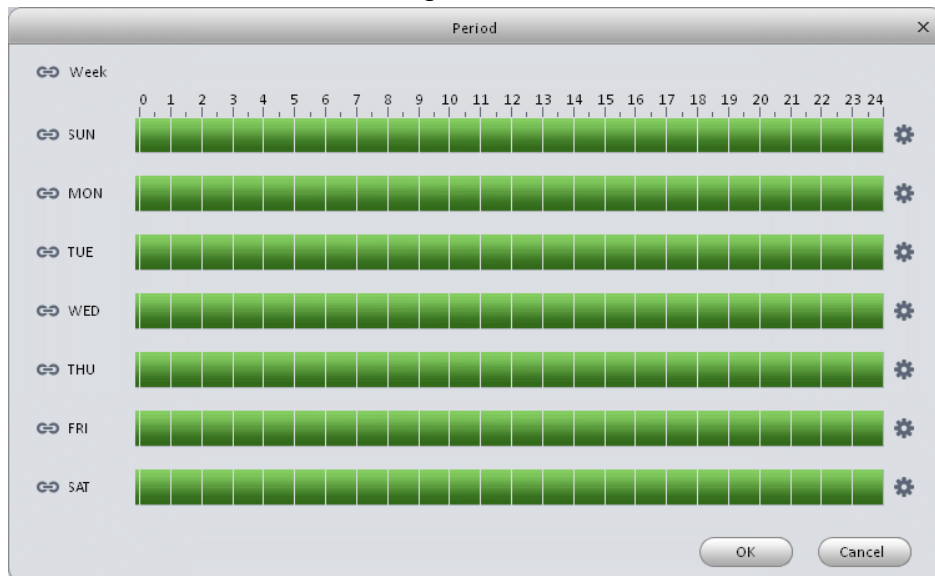 Period
Week
0 1 2 3 4 5 6 7 8 9 10 11 12 13 14 15 16 17 18 19 20 21 22 23 24
SUN
MON
TUE
WED
THU
FRI
SAT
OK Cancel